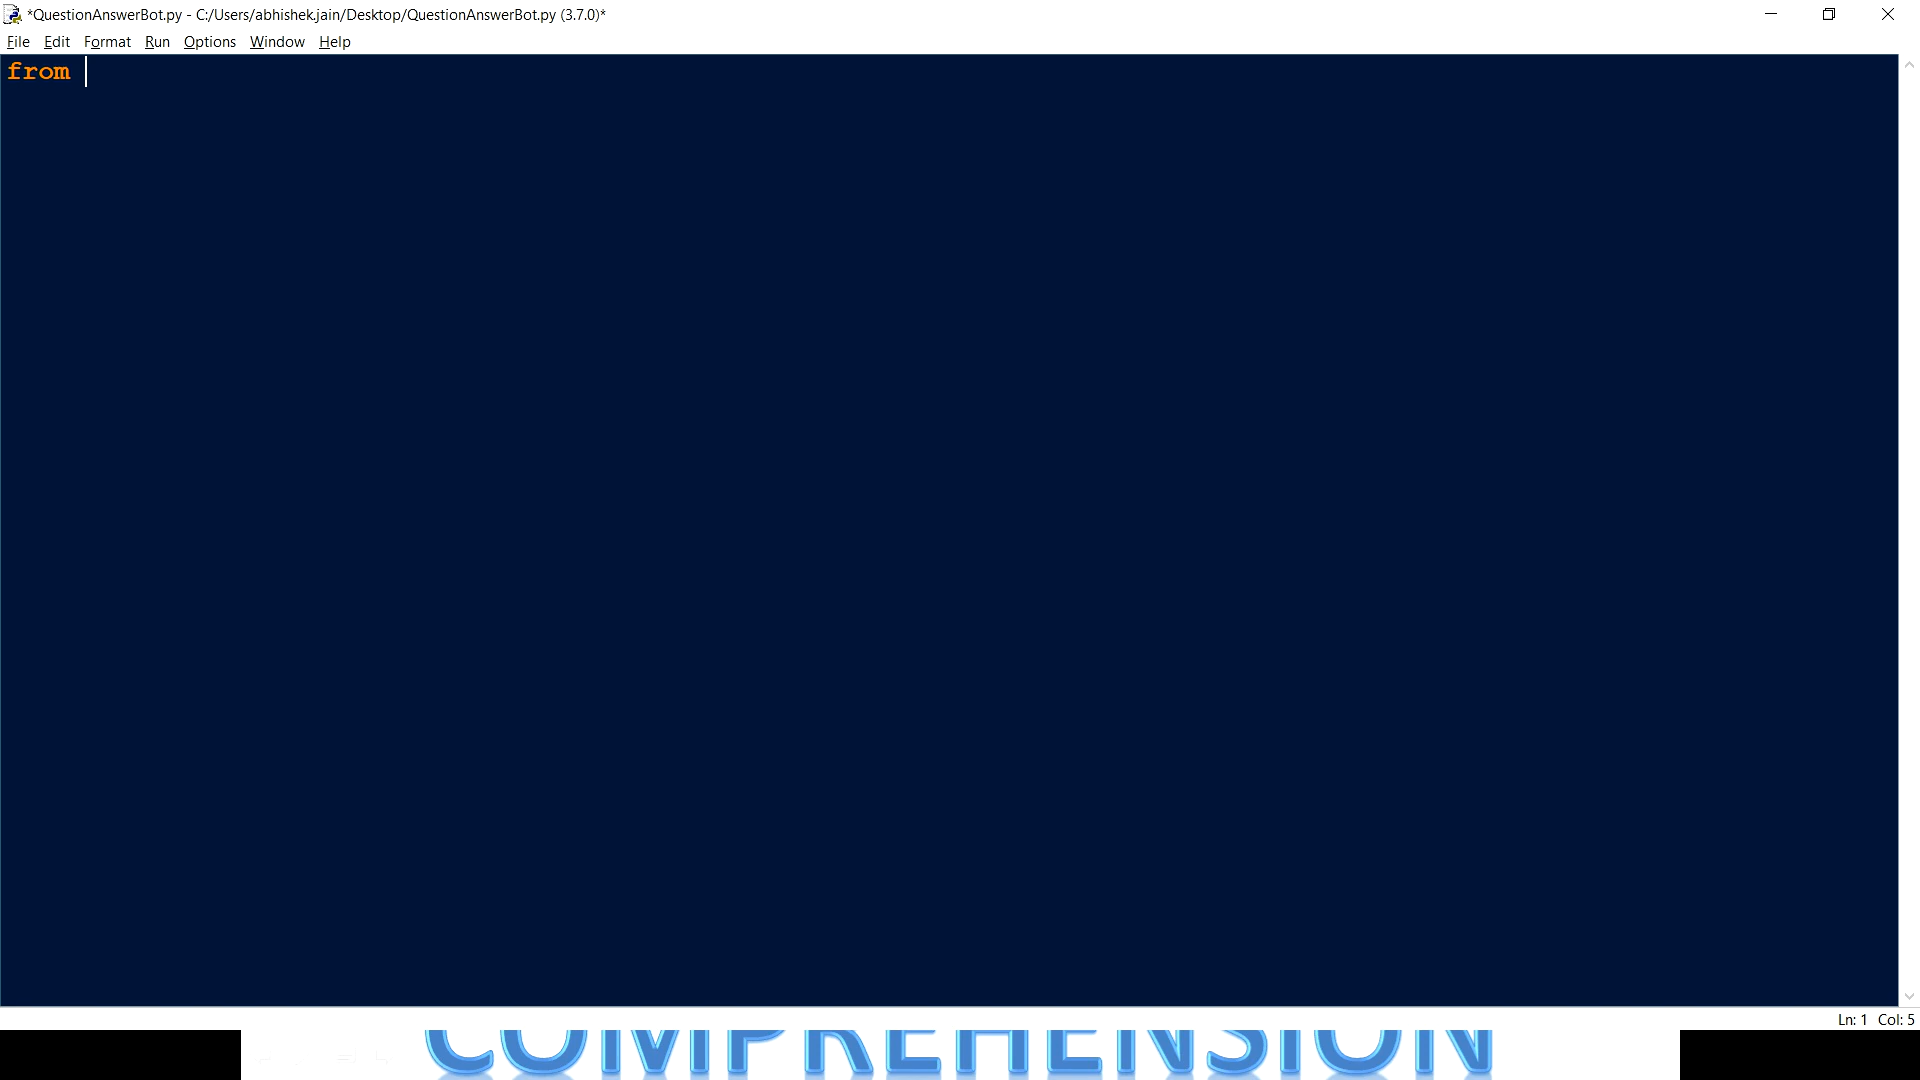 *QuestionAnswerBot.py - C:/Users/abhishek.jain/Desktop/QuestionAnswerBot.py (3.7.0)*
File Edit Format Run Options Window Help
from
Ln: 1 Col: 5
COMPREHENSION